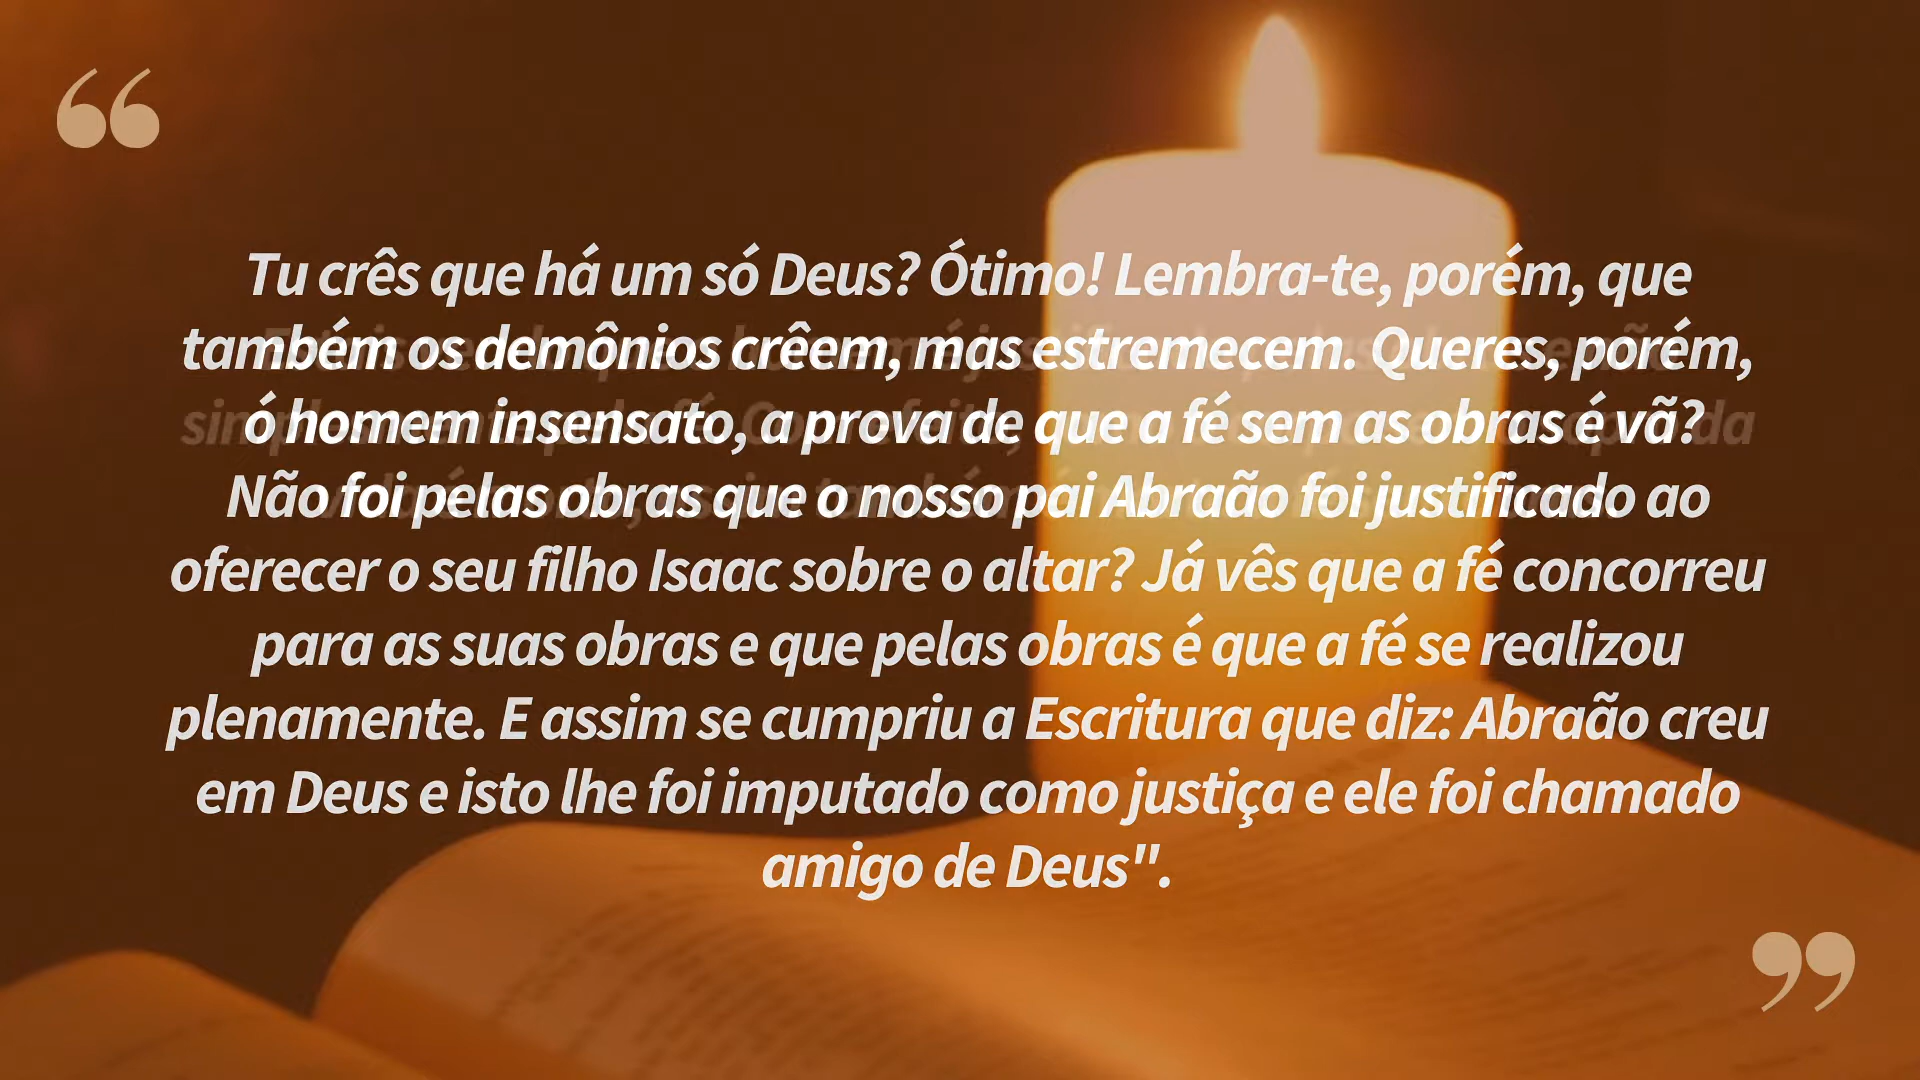 “
Tu crês que há um só Deus? Ótimo! Lembra-te, porém, que
também os demônios crêem, mas estremecem. Queres, porém,
ó homem insensato, a prova de que a fé sem as obras é vã?
Não foi pelas obras que o nosso pai Abraão foi justificado ao
oferecer o seu filho Isaac sobre o altar? Já vês que a fé concorreu
para as suas obras e que pelas obras é que a fé se realizou
plenamente. E assim se cumpriu a Escritura que diz: Abraão creu
em Deus e isto lhe foi imputado como justiça e ele foi chamado
amigo de Deus".
”